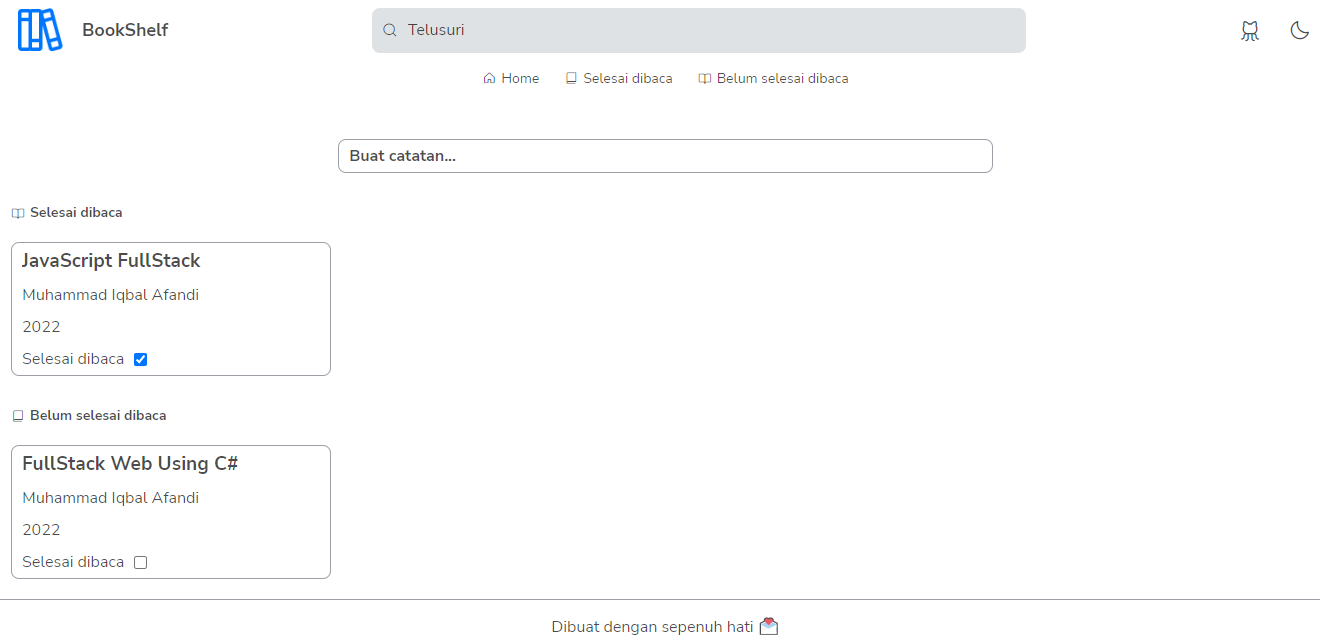 BookShelf
Telusuri
Home Selesai dibaca Belum selesai dibaca
Buat catatan...
Selesai dibaca
JavaScript FullStack
Muhammad Iqbal Afandi
2022
Selesai dibaca
Belum selesai dibaca
FullStack Web Using C#
Muhammad Iqbal Afandi
2022
Selesai dibaca
Dibuat dengan sepenuh hati